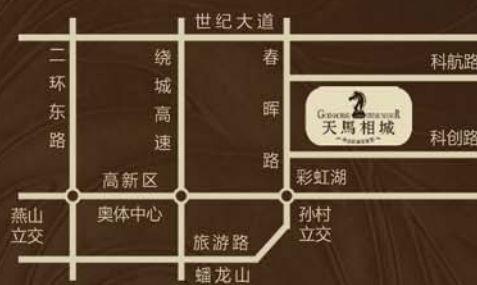 世纪大道
二环东路
绕城高速
春晖路
科航路
天馬相城
科创路
高新区
彩虹湖
燕山
立交
奥体中心
孙村
立交
旅游路
蟠龙山